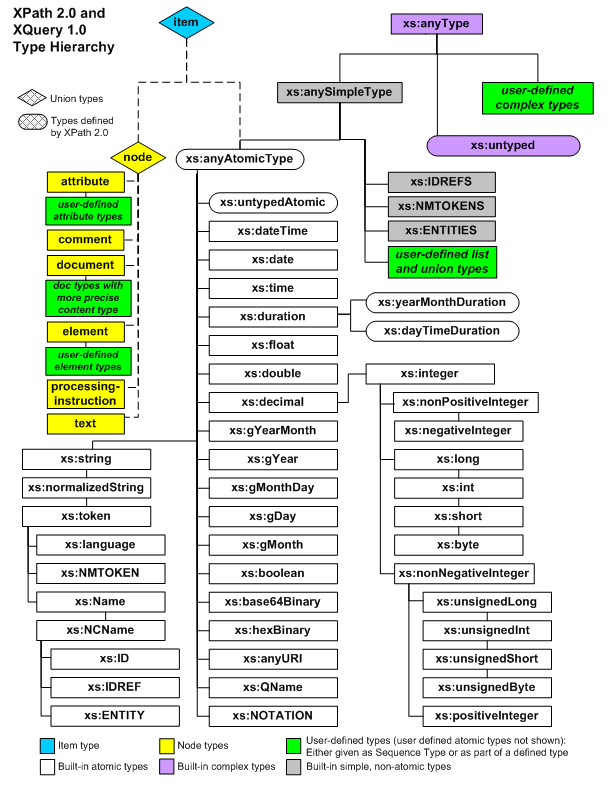 XPath 2.0 and
XQuery 1.0
Type Hierarchy
item
xs:anyType
xs:anySimpleType
user-defined
complex types
Union types
Types defined
by XPath 2.0
xs:untyped
node
xs:anyAtomicType
attribute
user-defined
attribute types
comment
document
doc types with
more precise
content type
element
user-defined
element types
processing-
instruction
text
xs:IDREFS
xs:NMTOKENS
xs:ENTITIES
user-defined list
and union types
xs:untypedAtomic
xs:dateTime
xs:date
xs:time
xs:duration
xs:yearMonthDuration
xs:dayTimeDuration
xs:float
xs:double
xs:decimal
xs:integer
xs:gYearMonth
xs:gYear
xs:gMonthDay
xs:gDay
xs:gMonth
xs:boolean
xs:base64Binary
xs:hexBinary
xs:anyURI
xs:QName
xs:NOTATION
xs:string
xs:normalizedString
xs:token
xs:language
xs:NMTOKEN
xs:Name
xs:NCName
xs:ID
xs:IDREF
xs:ENTITY
xs:nonPositiveInteger
xs:negativeInteger
xs:long
xs:int
xs:short
xs:byte
xs:nonNegativeInteger
xs:unsignedLong
xs:unsignedInt
xs:unsignedShort
xs:unsignedByte
xs:positiveInteger
Item type
Node types
User-defined types (user defined atomic types not shown):
Either given as Sequence Type or as part of a defined type
Built-in atomic types
Built-in complex types
Built-in simple, non-atomic types